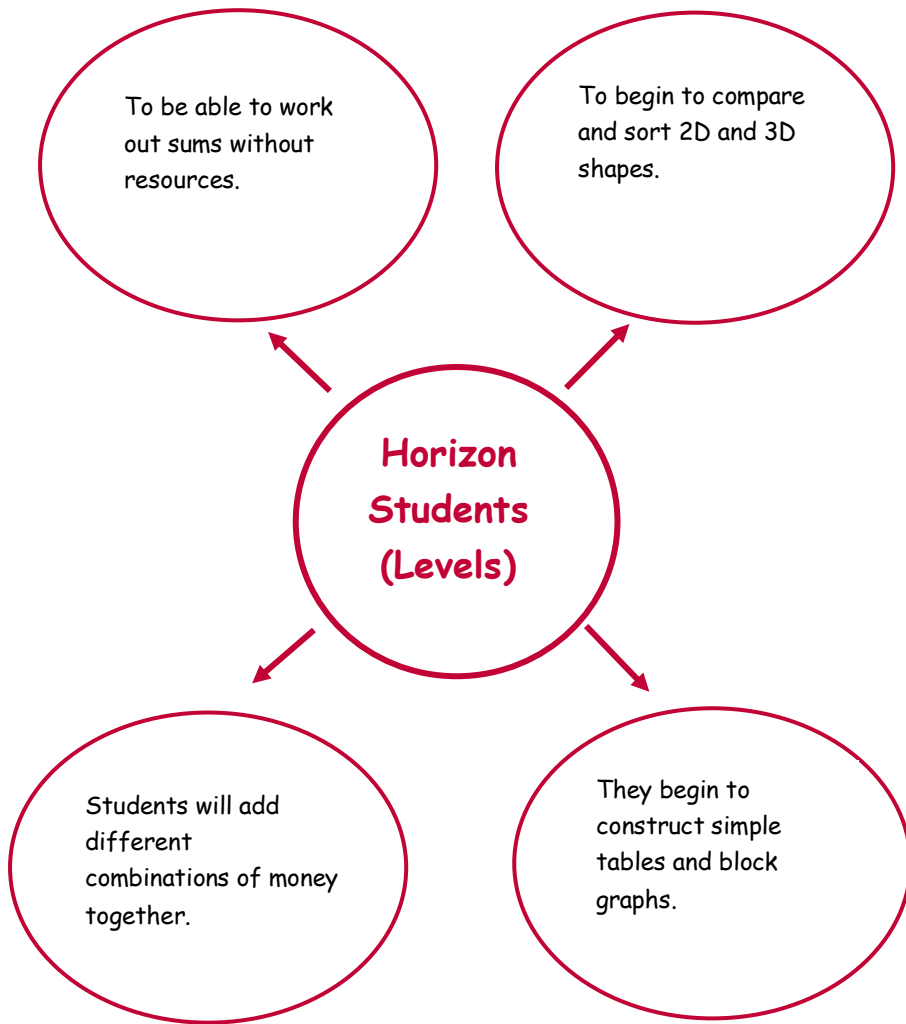 To be able to work
out sums without
resources.
To begin to compare
and sort 2D and 3D
shapes.
Horizon
Students
(Levels)
Students will add
different
combinations of money
together.
They begin to
construct simple
tables and block
graphs.